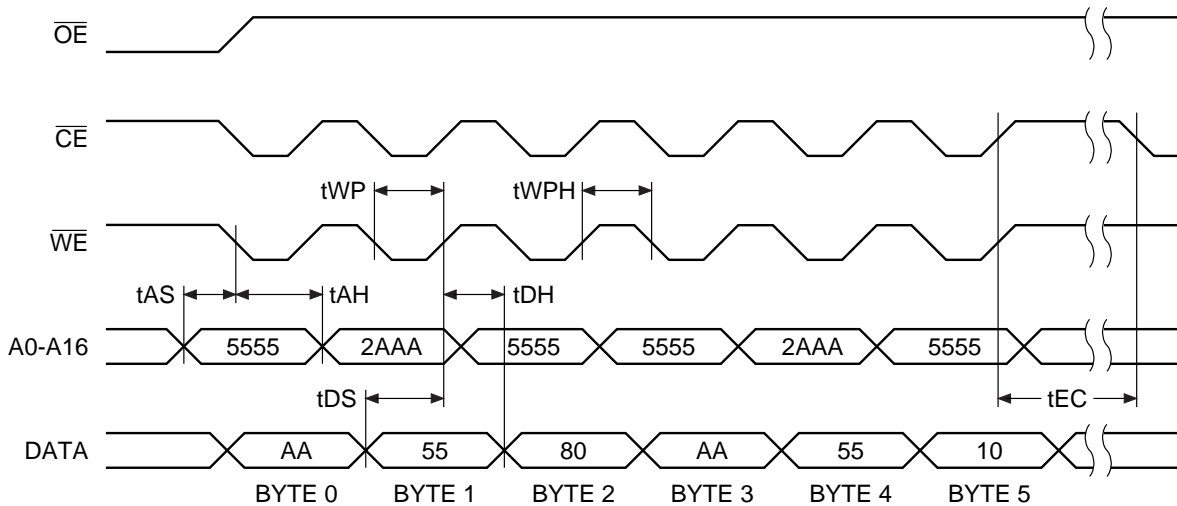 OE
CE
tWP tWPH
WE
tAS tAH tDH
A0-A16 5555 2AAA 5555 5555 2AAA 5555
tDS tEC
DATA AA 55 80 AA 55 10
BYTE 0 BYTE 1 BYTE 2 BYTE 3 BYTE 4 BYTE 5